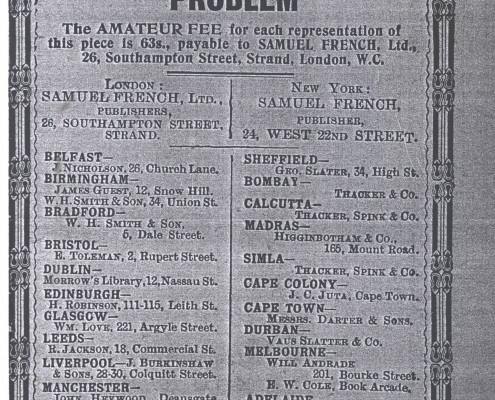 PROBLEM
The AMATEUR FEE for each representation of
this piece is 63s., payable to SAMUEL FRENCH, Ltd.,
26, Southampton Street, Strand, London, W.C.
LONDON:
SAMUEL FRENCH, LTD.,
PUBLISHERS,
26, SOUTHAMPTON STREET,
STRAND.
NEW YORK:
SAMUEL FRENCH,
PUBLISHER,
24, WEST 22ND STREET.
BELFAST—
J. NICHOLSON, 26, Church Lane.
BIRMINGHAM—
JAMES GUEST, 12, Snow Hill.
W. H. SMITH & SON, 34, Union St.
BRADFORD—
W. H. SMITH & SON,
5, Dale Street.
BRISTOL—
E. TOLEMAN, 2, Rupert Street.
DUBLIN—
MORROW'S Library, 12, Nassau St.
EDINBURGH—
H. ROBINSON, 111-115, Leith St.
GLASGOW—
WM. LOVE, 221, Argyle Street.
LEEDS—
R. JACKSON, 18, Commercial St.
LIVERPOOL—J. BURKINSHAW
& SONS, 28-30, Colquitt Street.
MANCHESTER—
JOHN HEYWOOD, Deansgate
SHEFFIELD—
GEO. SLATER, 34, High St.
BOMBAY—
THACKER & CO.
CALCUTTA—
THACKER, SPINK & CO.
MADRAS—
HIGGINBOTHAM & CO.,
165, Mount Road.
SIMLA—
THACKER, SPINK & CO.
CAPE COLONY—
J. C. JUTA, Cape Town.
CAPE TOWN—
MESSRS. DARTER & SONS.
DURBAN—
VAUS SLATTER & CO.
MELBOURNE—
WILL ANDRADE
201, Bourke Street.
E. W. COLE, Book Arcade,
ADELAIDE—